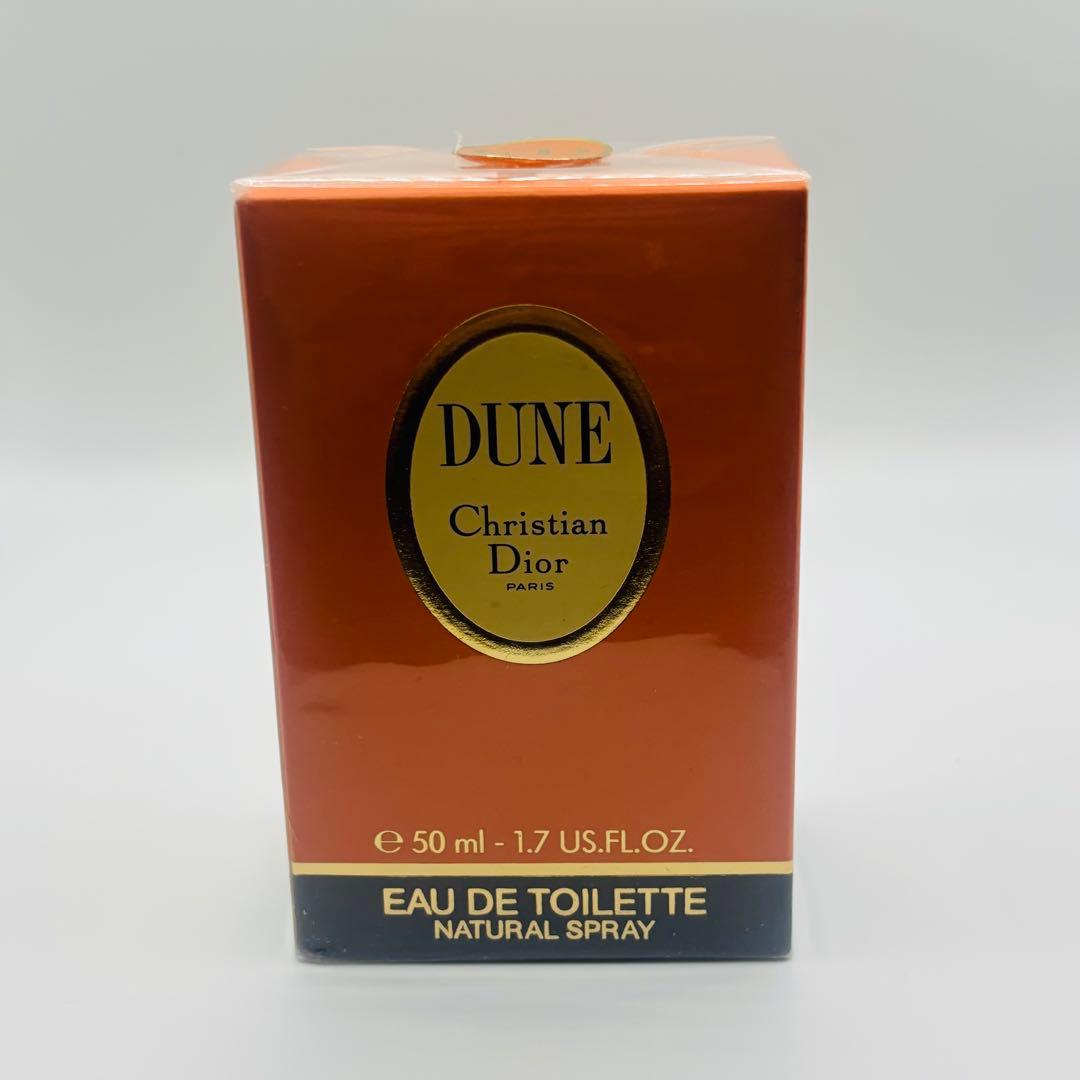 DUNE
Christian
Dior
PARIS
℮ 50 ml - 1.7 US.FL.OZ.
EAU DE TOILETTE
NATURAL SPRAY